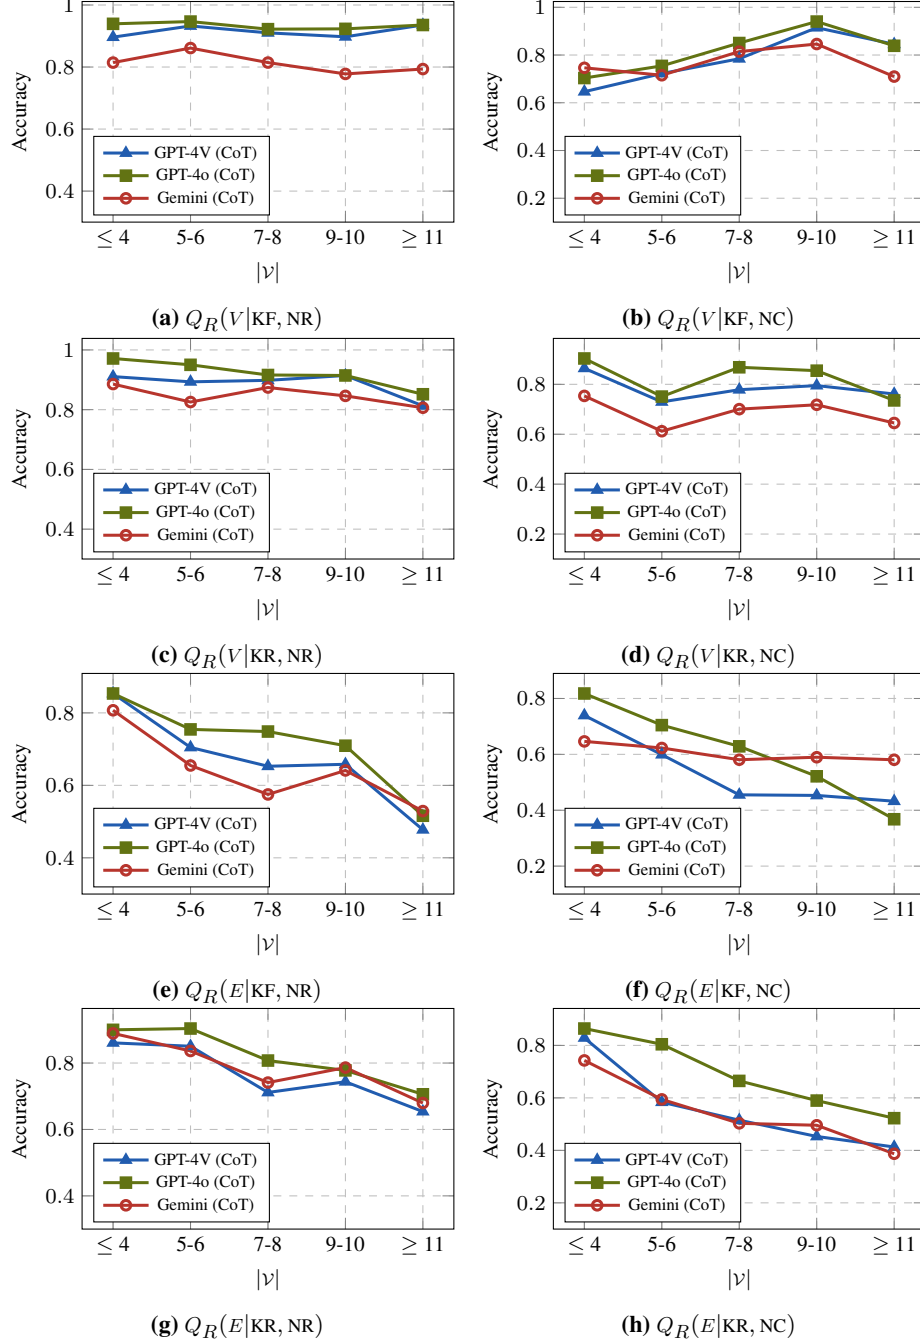 1
0.8
0.6
0.4
Accuracy
GPT-4V (CoT)
GPT-4o (CoT)
Gemini (CoT)
≤ 4 5-6 7-8 9-10 ≥ 11
|𝒱|
(a) Q_R(V|KF, NR)
1
0.8
0.6
0.4
0.2
Accuracy
GPT-4V (CoT)
GPT-4o (CoT)
Gemini (CoT)
≤ 4 5-6 7-8 9-10 ≥ 11
|𝒱|
(b) Q_R(V|KF, NC)
1
0.8
0.6
0.4
Accuracy
GPT-4V (CoT)
GPT-4o (CoT)
Gemini (CoT)
≤ 4 5-6 7-8 9-10 ≥ 11
|𝒱|
(c) Q_R(V|KR, NR)
0.8
0.6
0.4
0.2
Accuracy
GPT-4V (CoT)
GPT-4o (CoT)
Gemini (CoT)
≤ 4 5-6 7-8 9-10 ≥ 11
|𝒱|
(d) Q_R(V|KR, NC)
0.8
0.6
0.4
Accuracy
GPT-4V (CoT)
GPT-4o (CoT)
Gemini (CoT)
≤ 4 5-6 7-8 9-10 ≥ 11
|𝒱|
(e) Q_R(E|KF, NR)
0.8
0.6
0.4
0.2
Accuracy
GPT-4V (CoT)
GPT-4o (CoT)
Gemini (CoT)
≤ 4 5-6 7-8 9-10 ≥ 11
|𝒱|
(f) Q_R(E|KF, NC)
0.8
0.6
0.4
Accuracy
GPT-4V (CoT)
GPT-4o (CoT)
Gemini (CoT)
≤ 4 5-6 7-8 9-10 ≥ 11
|𝒱|
(g) Q_R(E|KR, NR)
0.8
0.6
0.4
0.2
Accuracy
GPT-4V (CoT)
GPT-4o (CoT)
Gemini (CoT)
≤ 4 5-6 7-8 9-10 ≥ 11
|𝒱|
(h) Q_R(E|KR, NC)